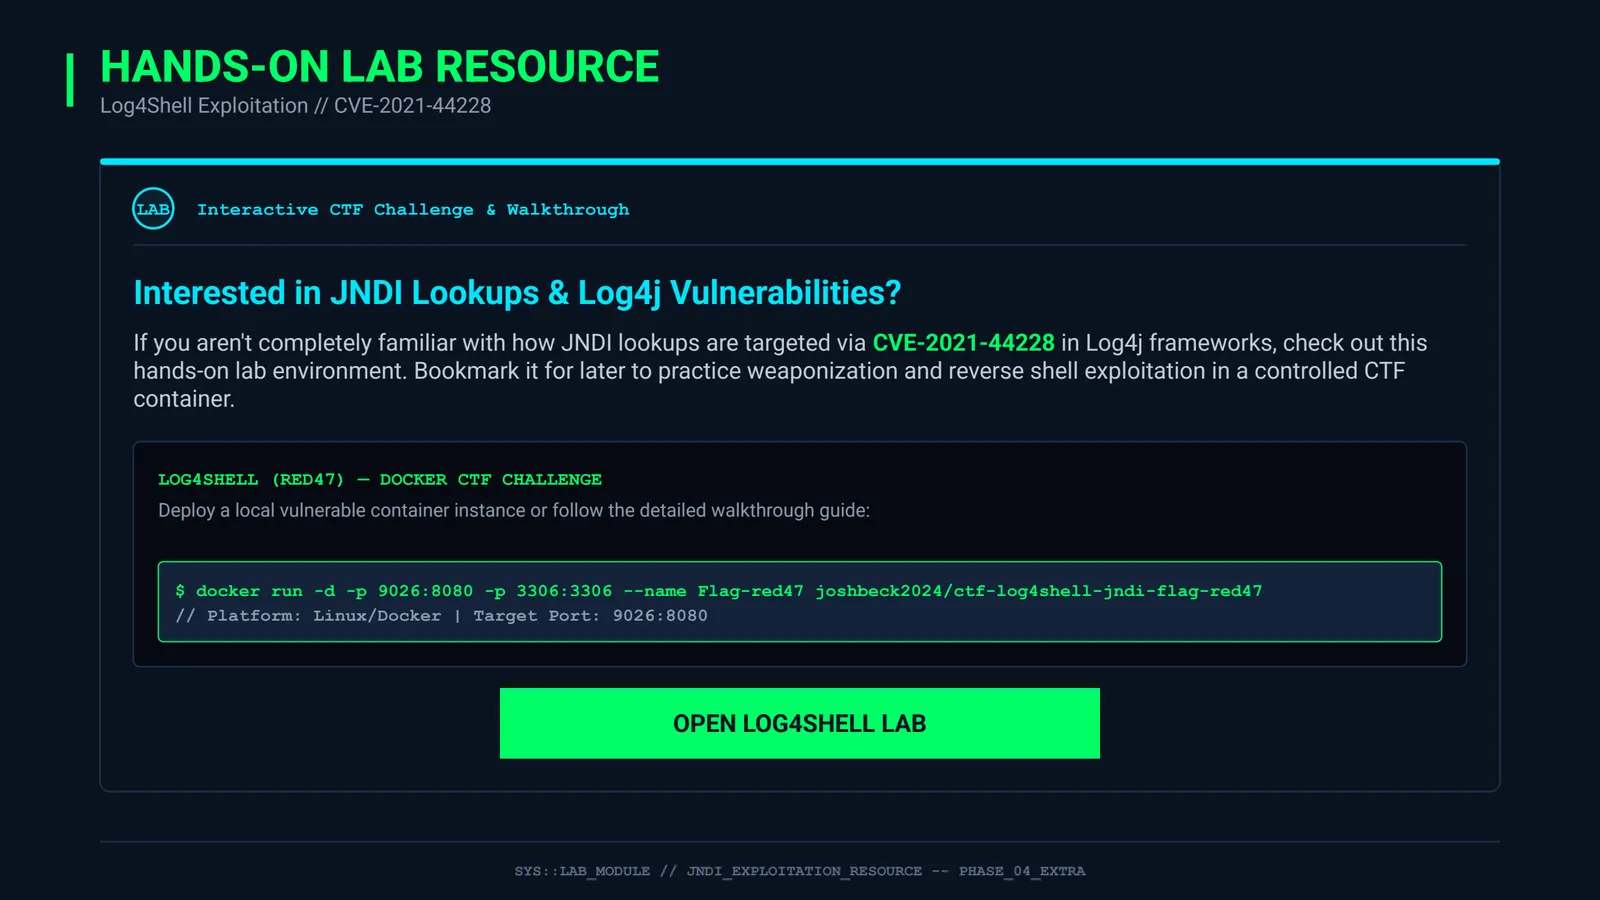 HANDS-ON LAB RESOURCE
Log4Shell Exploitation // CVE-2021-44228
LAB
Interactive CTF Challenge & Walkthrough
Interested in JNDI Lookups & Log4j Vulnerabilities?
If you aren't completely familiar with how JNDI lookups are targeted via CVE-2021-44228 in Log4j frameworks, check out this
hands-on lab environment. Bookmark it for later to practice weaponization and reverse shell exploitation in a controlled CTF
container.
LOG4SHELL (RED47) — DOCKER CTF CHALLENGE
Deploy a local vulnerable container instance or follow the detailed walkthrough guide:
$ docker run -d -p 9026:8080 -p 3306:3306 --name Flag-red47 joshbeck2024/ctf-log4shell-jndi-flag-red47
// Platform: Linux/Docker | Target Port: 9026:8080
OPEN LOG4SHELL LAB
SYS::LAB_MODULE // JNDI_EXPLOITATION_RESOURCE -- PHASE_04_EXTRA